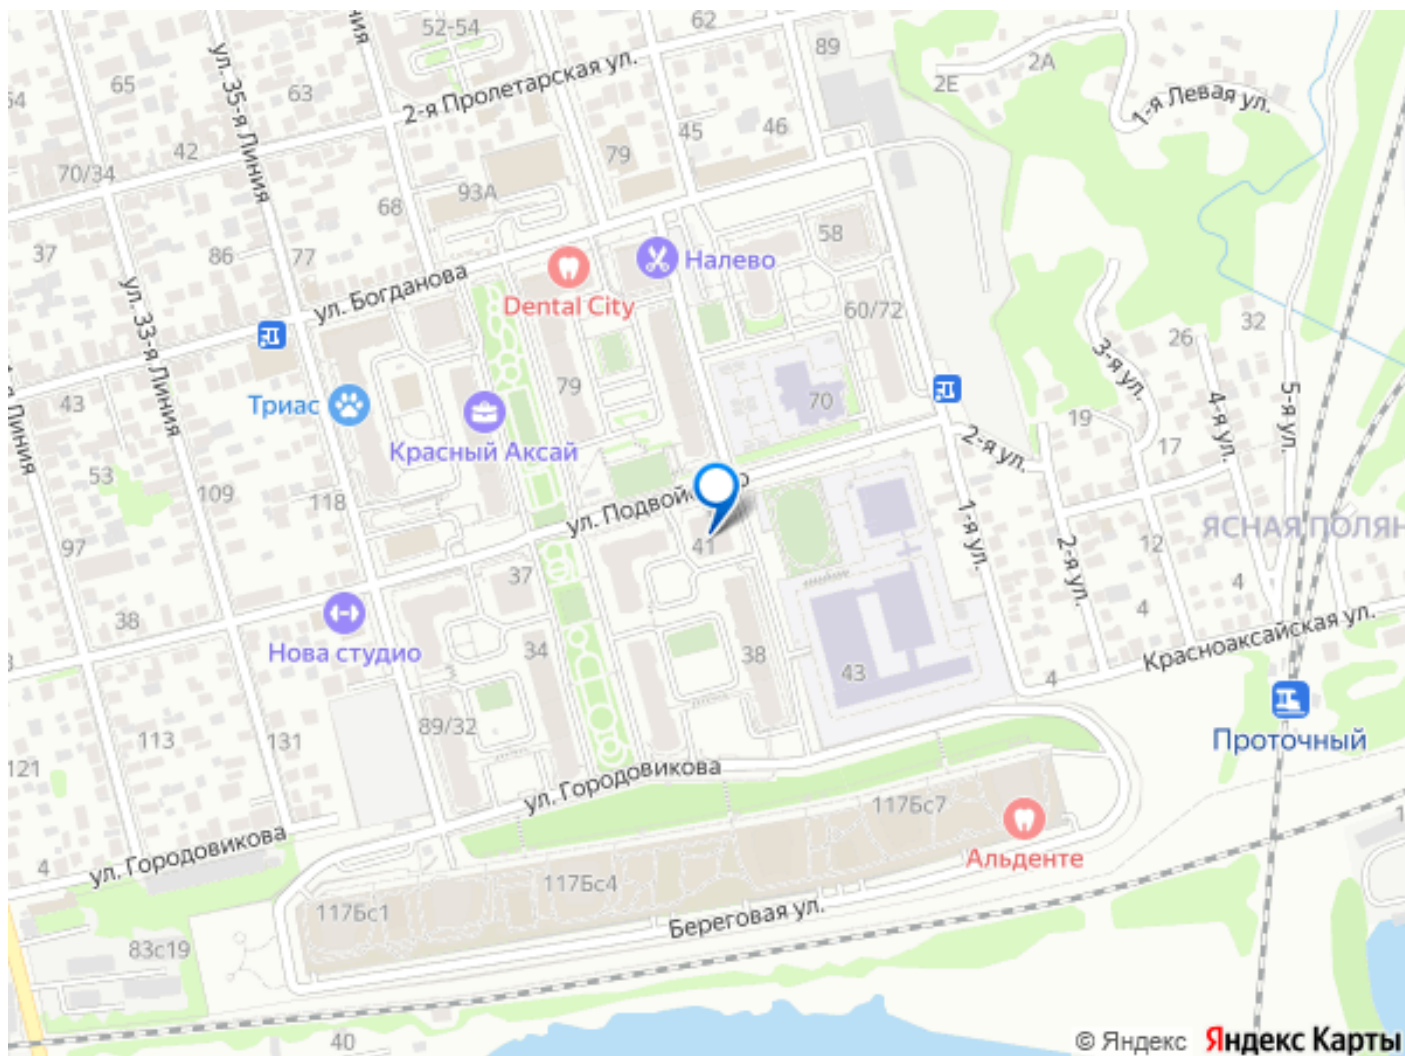 52-54
62
89
2А
2Е
1-я Левая ул.
2-я Пролетарская ул.
ул. 35-я Линия
65
63
45
46
79
42
70/34
93А
68
37
86
77
58
Налево
Dental City
ул. Богданова
ул. 33-я Линия
60/72
32
26
3-я ул.
4-я ул.
5-я ул.
Триас
43
79
70
Красный Аксай
19
17
2-я ул.
53
109
118
ул. Подвойского
41
1-я ул.
ЯСНАЯ ПОЛЯН
97
37
12
2-я ул.
4
4
38
Нова студио
34
38
43
4
Красноаксайская ул.
Проточный
89/32
113
131
121
ул. Городовикова
ул. Городовикова
4
117Бс7
Альденте
117Бс4
117Бс1
Береговая ул.
83с19
40
© Яндекс Яндекс Карты